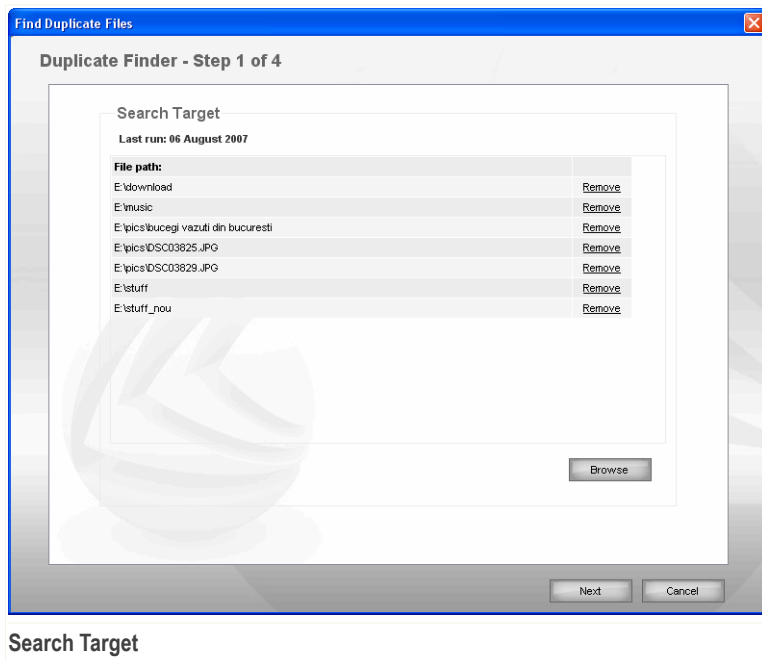 Find Duplicate Files
Duplicate Finder - Step 1 of 4
Search Target
Last run: 06 August 2007
File path:
E:\download Remove
E:\music Remove
E:\pics\bucegi vazuti din bucuresti Remove
E:\pics\DSC03825.JPG Remove
E:\pics\DSC03829.JPG Remove
E:\stuff Remove
E:\stuff_nou Remove
Browse
Next Cancel
Search Target